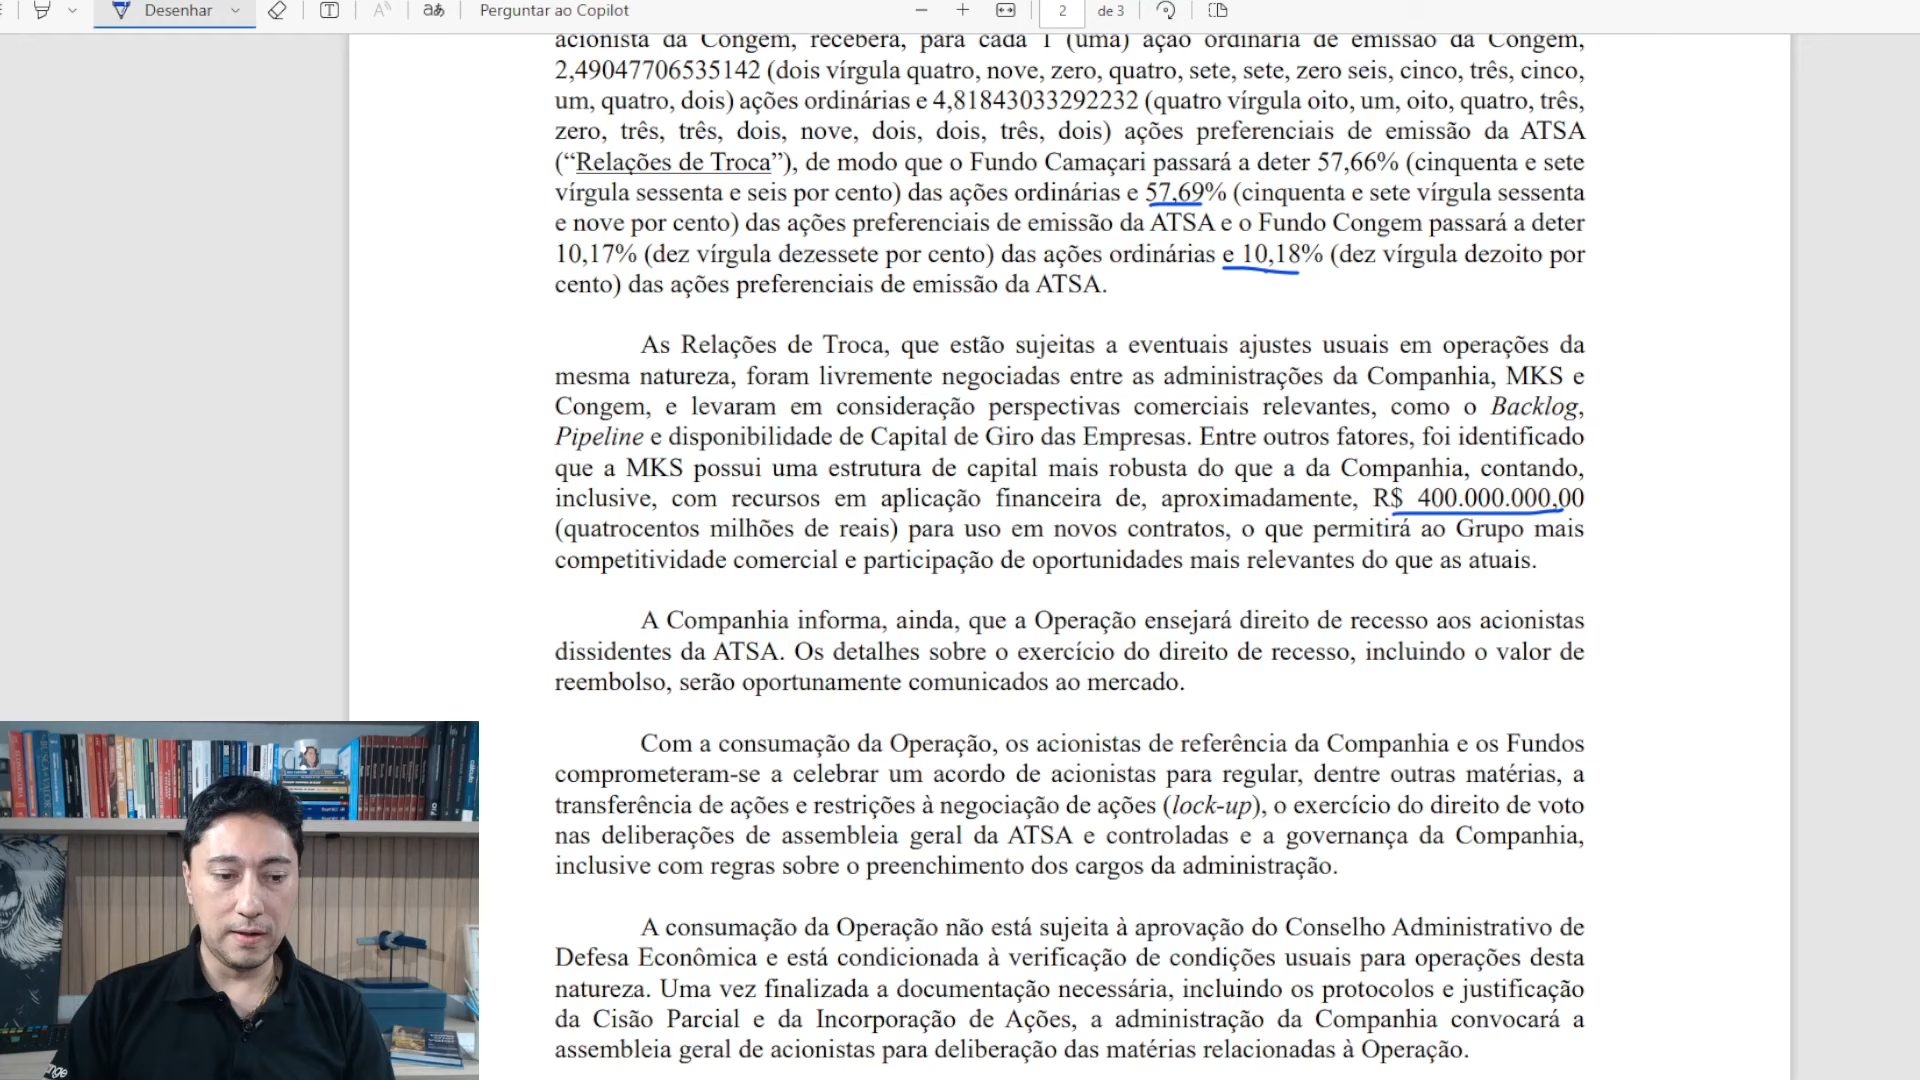 Desenhar
aあ
Perguntar ao Copilot
2
de 3
acionista da Congem, receberá, para cada 1 (uma) ação ordinária de emissão da Congem,
2,49047706535142 (dois vírgula quatro, nove, zero, quatro, sete, sete, zero seis, cinco, três, cinco,
um, quatro, dois) ações ordinárias e 4,81843033292232 (quatro vírgula oito, um, oito, quatro, três,
zero, três, três, dois, nove, dois, dois, três, dois) ações preferenciais de emissão da ATSA
(“Relações de Troca”), de modo que o Fundo Camaçari passará a deter 57,66% (cinquenta e sete
vírgula sessenta e seis por cento) das ações ordinárias e 57,69% (cinquenta e sete vírgula sessenta
e nove por cento) das ações preferenciais de emissão da ATSA e o Fundo Congem passará a deter
10,17% (dez vírgula dezessete por cento) das ações ordinárias e 10,18% (dez vírgula dezoito por
cento) das ações preferenciais de emissão da ATSA.
As Relações de Troca, que estão sujeitas a eventuais ajustes usuais em operações da
mesma natureza, foram livremente negociadas entre as administrações da Companhia, MKS e
Congem, e levaram em consideração perspectivas comerciais relevantes, como o Backlog,
Pipeline e disponibilidade de Capital de Giro das Empresas. Entre outros fatores, foi identificado
que a MKS possui uma estrutura de capital mais robusta do que a da Companhia, contando,
inclusive, com recursos em aplicação financeira de, aproximadamente, R$ 400.000.000,00
(quatrocentos milhões de reais) para uso em novos contratos, o que permitirá ao Grupo mais
competitividade comercial e participação de oportunidades mais relevantes do que as atuais.
A Companhia informa, ainda, que a Operação ensejará direito de recesso aos acionistas
dissidentes da ATSA. Os detalhes sobre o exercício do direito de recesso, incluindo o valor de
reembolso, serão oportunamente comunicados ao mercado.
Com a consumação da Operação, os acionistas de referência da Companhia e os Fundos
comprometeram-se a celebrar um acordo de acionistas para regular, dentre outras matérias, a
transferência de ações e restrições à negociação de ações (lock-up), o exercício do direito de voto
nas deliberações de assembleia geral da ATSA e controladas e a governança da Companhia,
inclusive com regras sobre o preenchimento dos cargos da administração.
A consumação da Operação não está sujeita à aprovação do Conselho Administrativo de
Defesa Econômica e está condicionada à verificação de condições usuais para operações desta
natureza. Uma vez finalizada a documentação necessária, incluindo os protocolos e justificação
da Cisão Parcial e da Incorporação de Ações, a administração da Companhia convocará a
assembleia geral de acionistas para deliberação das matérias relacionadas à Operação.